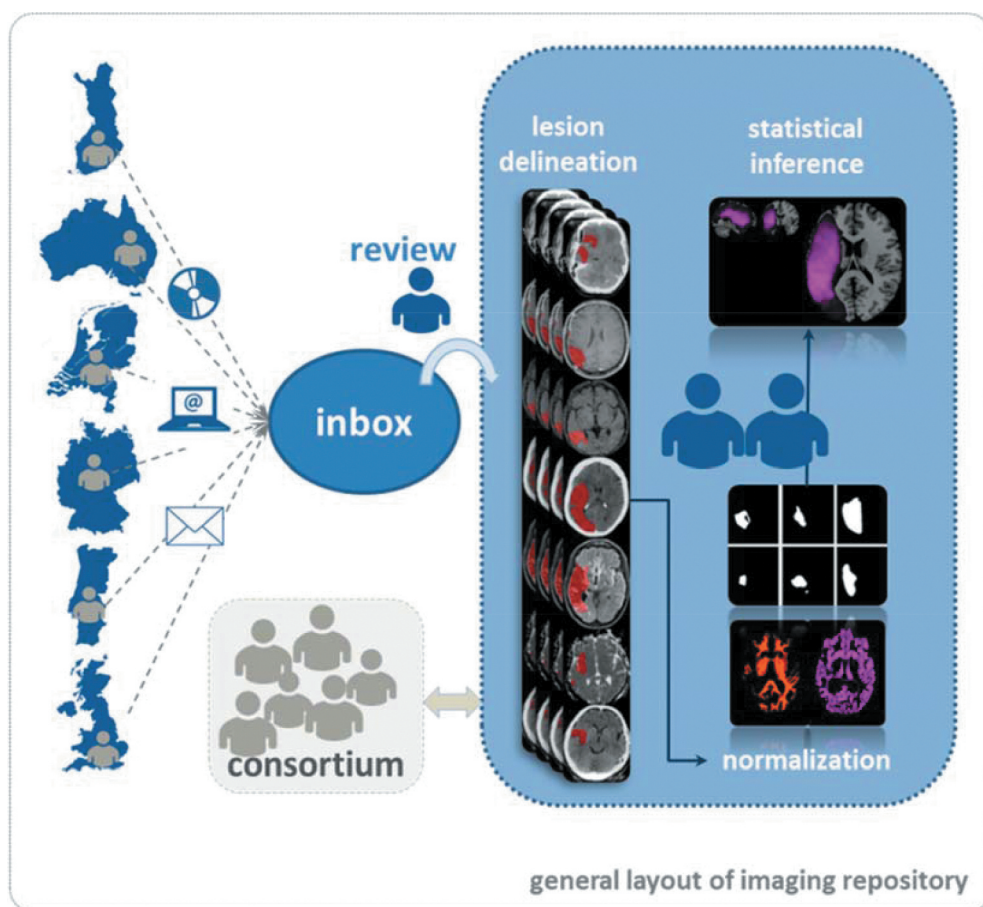 lesion
delineation
statistical
inference
review
@
inbox
consortium
normalization
general layout of imaging repository